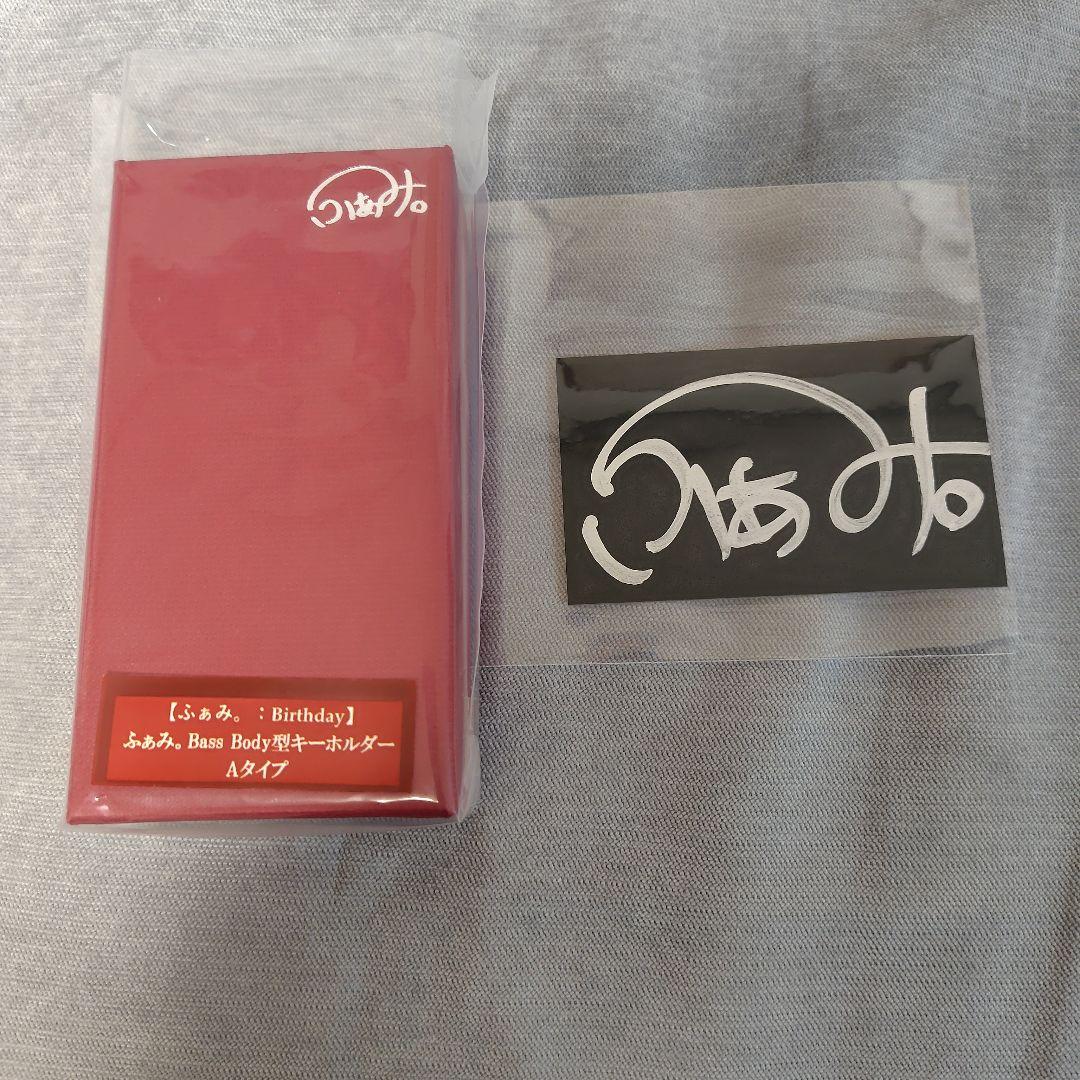 ふぁみ。
【ふぁみ。：Birthday】
ふぁみ。Bass Body型キーホルダー
Aタイプ
ふぁみ。